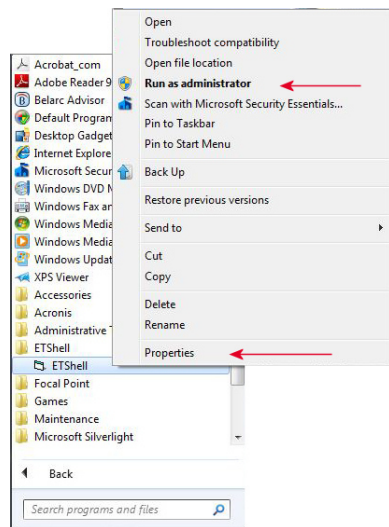 Open
Troubleshoot compatibility
Open file location
Run as administrator
Scan with Microsoft Security Essentials...
Pin to Taskbar
Pin to Start Menu
Back Up
Restore previous versions
Send to
Cut
Copy
Delete
Rename
Properties
Acrobat_com
Adobe Reader 9
Belarc Advisor
Default Program
Desktop Gadget
Internet Explore
Microsoft Secur
Windows DVD M
Windows Fax an
Windows Media
Windows Media
Windows Updat
XPS Viewer
Accessories
Acronis
Administrative T
ETShell
ETShell
Focal Point
Games
Maintenance
Microsoft Silverlight
Back
Search programs and files